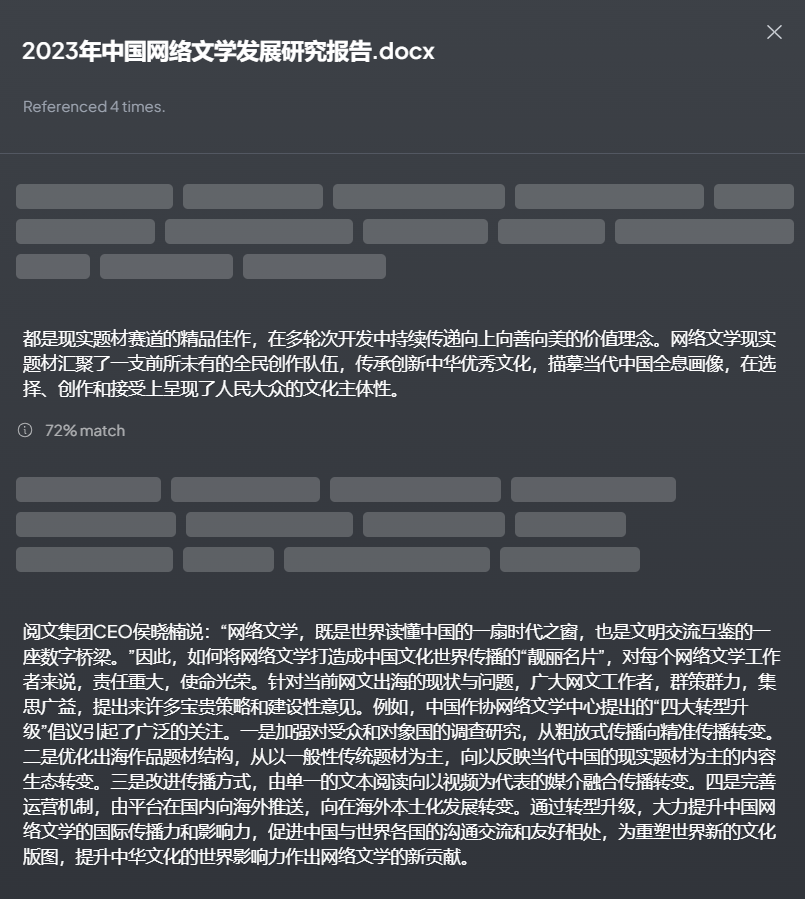 2023年中国网络文学发展研究报告.docx
Referenced 4 times.
都是现实题材赛道的精品佳作，在多轮次开发中持续传递向上向善向美的价值理念。网络文学现实
题材汇聚了一支前所未有的全民创作队伍，传承创新中华优秀文化，描摹当代中国全息画像，在选
择、创作和接受上呈现了人民大众的文化主体性。
72% match
阅文集团CEO侯晓楠说：“网络文学，既是世界读懂中国的一扇时代之窗，也是文明交流互鉴的一
座数字桥梁。”因此，如何将网络文学打造成中国文化世界传播的“靓丽名片”，对每个网络文学工作
者来说，责任重大，使命光荣。针对当前网文出海的现状与问题，广大网文工作者，群策群力，集
思广益，提出来许多宝贵策略和建设性意见。例如，中国作协网络文学中心提出的“四大转型升
级”倡议引起了广泛的关注。一是加强对受众和对象国的调查研究，从粗放式传播向精准传播转变。
二是优化出海作品题材结构，从以一般性传统题材为主，向以反映当代中国的现实题材为主的内容
生态转变。三是改进传播方式，由单一的文本阅读向以视频为代表的媒介融合传播转变。四是完善
运营机制，由平台在国内向海外推送，向在海外本土化发展转变。通过转型升级，大力提升中国网
络文学的国际传播力和影响力，促进中国与世界各国的沟通交流和友好相处，为重塑世界新的文化
版图，提升中华文化的世界影响力作出网络文学的新贡献。